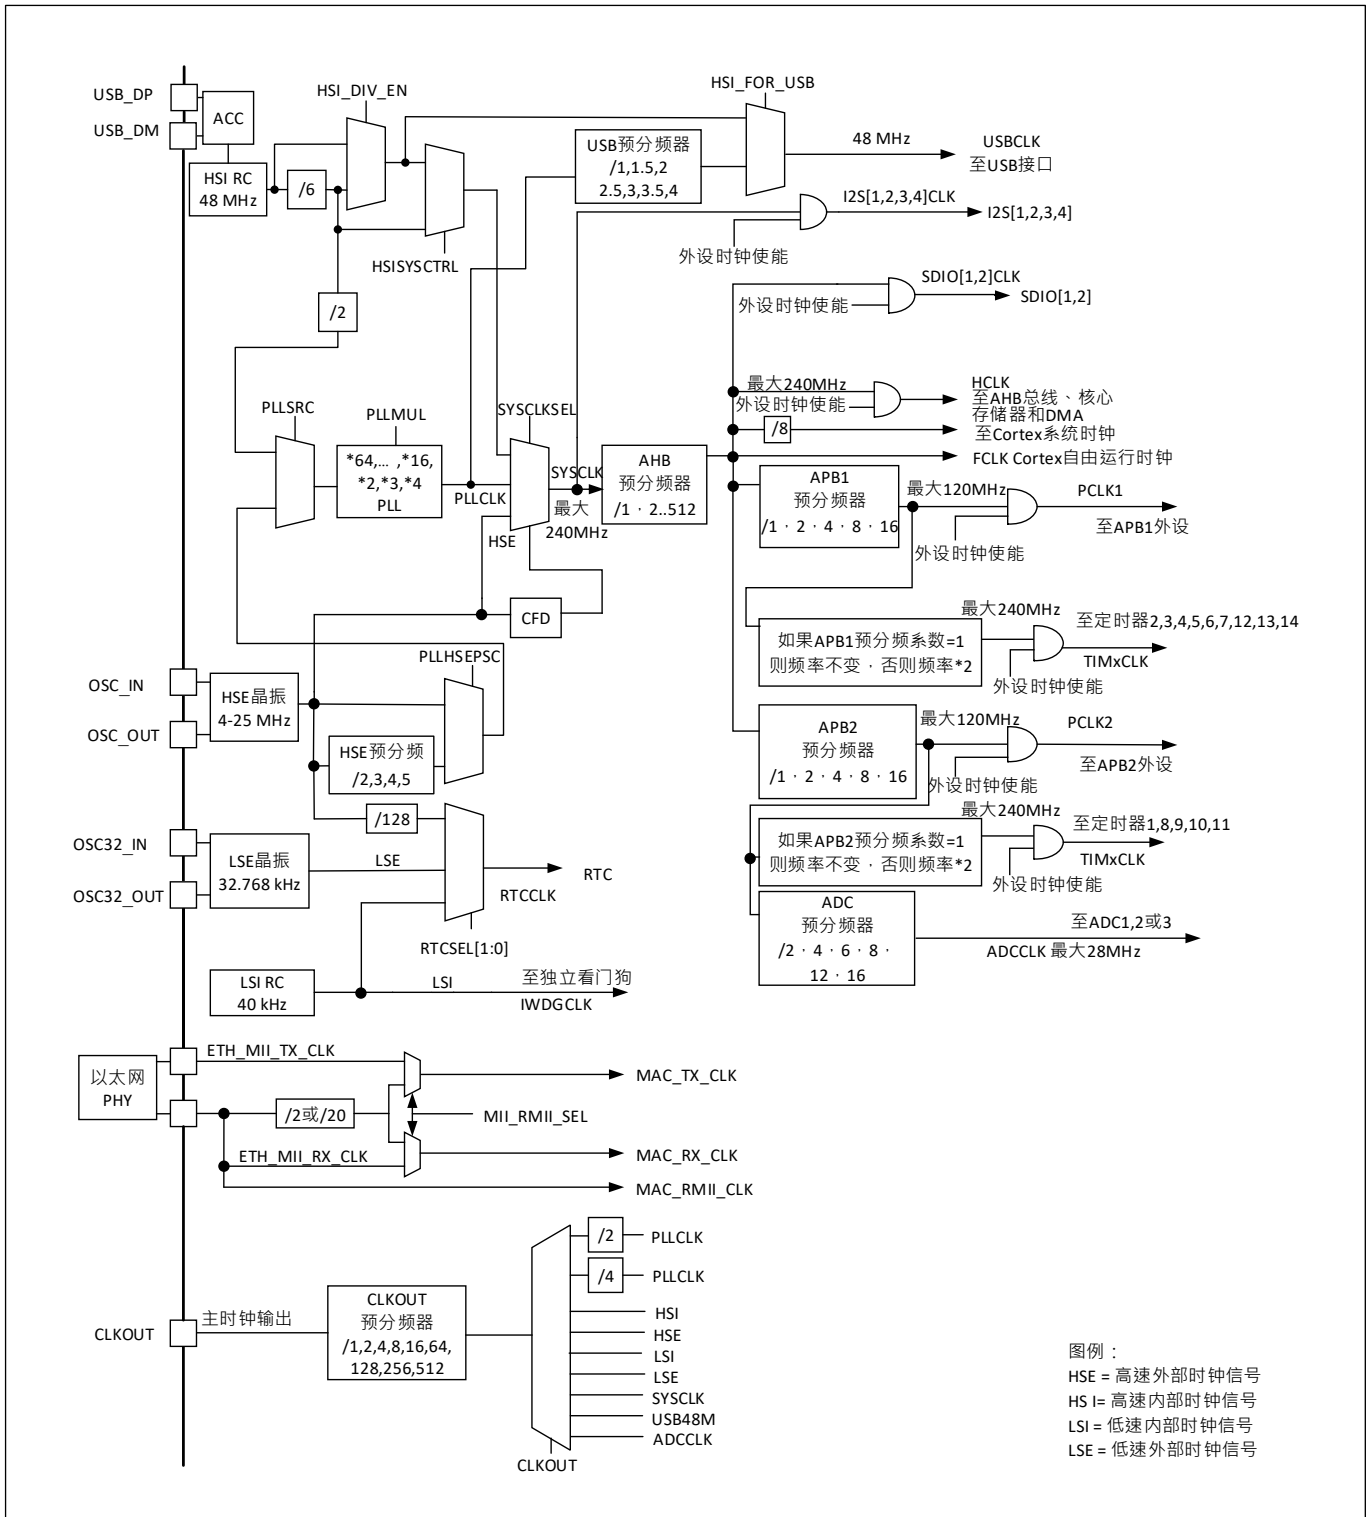 USB_DP
USB_DM
ACC
HSI RC
48 MHz
/6
HSI_DIV_EN
HSISYSCTRL
/2
HSI_FOR_USB
USB预分频器
/1,1.5,2
2.5,3,3.5,4
48 MHz
USBCLK
至USB接口
I2S[1,2,3,4]CLK
I2S[1,2,3,4]
外设时钟使能
SDIO[1,2]CLK
SDIO[1,2]
外设时钟使能
最大240MHz
外设时钟使能
HCLK
至AHB总线、核心
存储器和DMA
/8
至Cortex系统时钟
FCLK Cortex自由运行时钟
PLLSRC
PLLMUL
*64,... ,*16,
*2,*3,*4
PLL
PLLCLK
SYSCLKSEL
HSE
SYSCLK
最大
240MHz
AHB
预分频器
/1 · 2..512
CFD
APB1
预分频器
/1 · 2 · 4 · 8 · 16
最大120MHz
外设时钟使能
PCLK1
至APB1外设
如果APB1预分频系数=1
则频率不变 · 否则频率*2
最大240MHz
外设时钟使能
至定时器2,3,4,5,6,7,12,13,14
TIMxCLK
APB2
预分频器
/1 · 2 · 4 · 8 · 16
最大120MHz
外设时钟使能
PCLK2
至APB2外设
如果APB2预分频系数=1
则频率不变 · 否则频率*2
最大240MHz
外设时钟使能
至定时器1,8,9,10,11
TIMxCLK
ADC
预分频器
/2 · 4 · 6 · 8 ·
12 · 16
至ADC1,2或3
ADCCLK 最大28MHz
OSC_IN
OSC_OUT
HSE晶振
4-25 MHz
PLLHSEPSC
HSE预分频
/2,3,4,5
/128
OSC32_IN
OSC32_OUT
LSE晶振
32.768 kHz
LSE
RTCCLK
RTC
RTCSEL[1:0]
LSI RC
40 kHz
LSI
至独立看门狗
IWDGCLK
以太网
PHY
ETH_MII_TX_CLK
/2或/20
ETH_MII_RX_CLK
MAC_TX_CLK
MII_RMII_SEL
MAC_RX_CLK
MAC_RMII_CLK
CLKOUT
主时钟输出
CLKOUT
预分频器
/1,2,4,8,16,64,
128,256,512
/2
PLLCLK
/4
PLLCLK
HSI
HSE
LSI
LSE
SYSCLK
USB48M
ADCCLK
CLKOUT
图例：
HSE = 高速外部时钟信号
HS I= 高速内部时钟信号
LSI = 低速内部时钟信号
LSE = 低速外部时钟信号